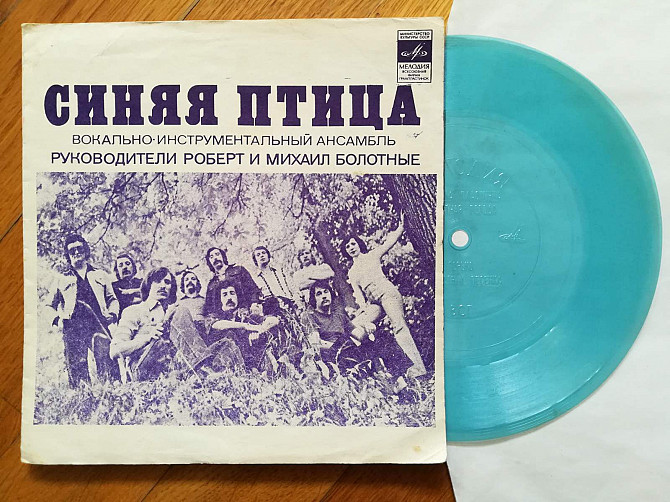 МИНИСТЕРСТВО
КУЛЬТУРЫ СССР
МЕЛОДИЯ
ВСЕСОЮЗНАЯ
ФИРМА
ГРАМПЛАСТИНОК
СИНЯЯ ПТИЦА
ВОКАЛЬНО-ИНСТРУМЕНТАЛЬНЫЙ АНСАМБЛЬ
РУКОВОДИТЕЛИ РОБЕРТ И МИХАИЛ БОЛОТНЫЕ